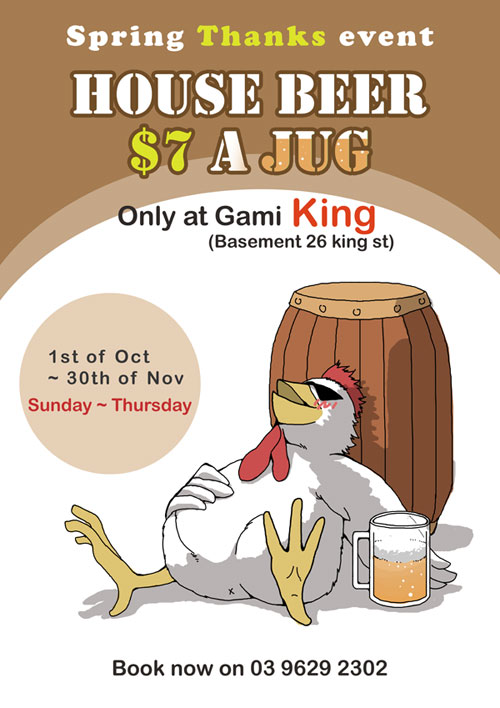 Spring Thanks event
HOUSE BEER
$7 A JUG
Only at Gami King
(Basement 26 king st)
1st of Oct
~ 30th of Nov
Sunday ~ Thursday
Book now on 03 9629 2302